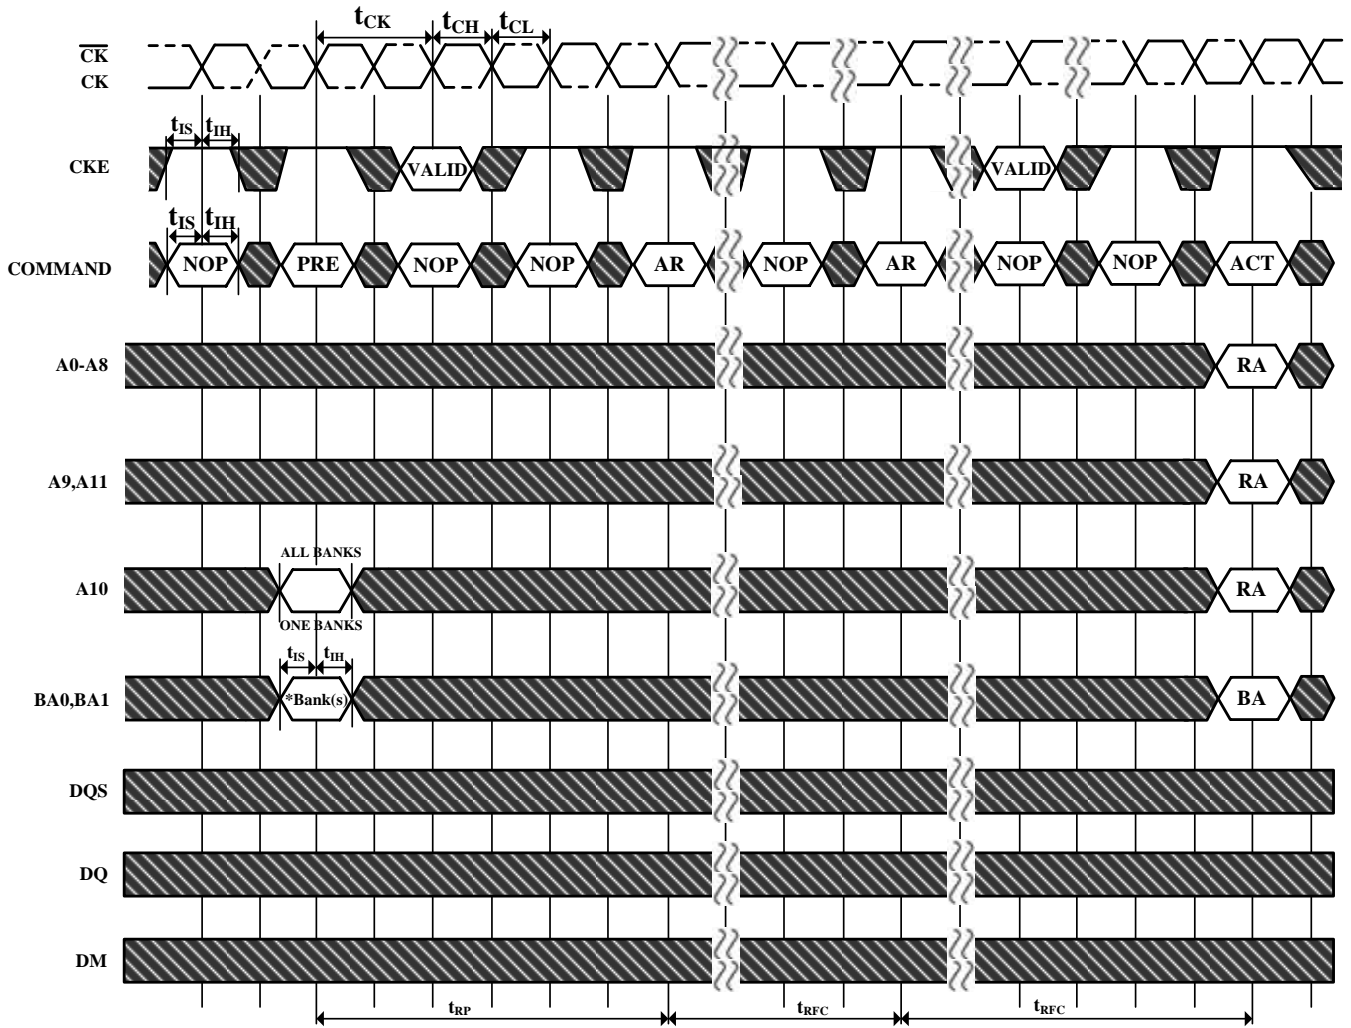 tCK tCH tCL
CK
CK
tIS tIH
CKE VALID VALID
tIS tIH
COMMAND NOP PRE NOP NOP AR NOP AR NOP NOP ACT
A0-A8 RA
A9,A11 RA
ALL BANKS
A10 RA
ONE BANKS
tIS tIH
BA0,BA1 *Bank(s) BA
DQS
DQ
DM
tRP tRFC tRFC